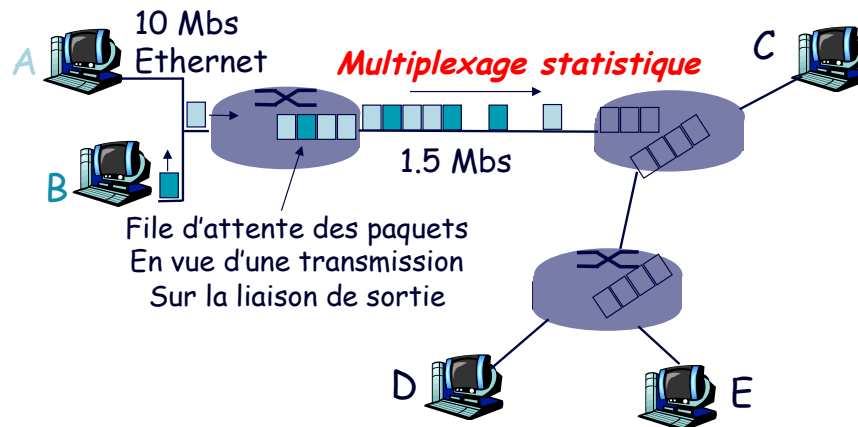 10 Mbs
Ethernet
A
B
Multiplexage statistique
C
1.5 Mbs
File d'attente des paquets
En vue d'une transmission
Sur la liaison de sortie
D
E